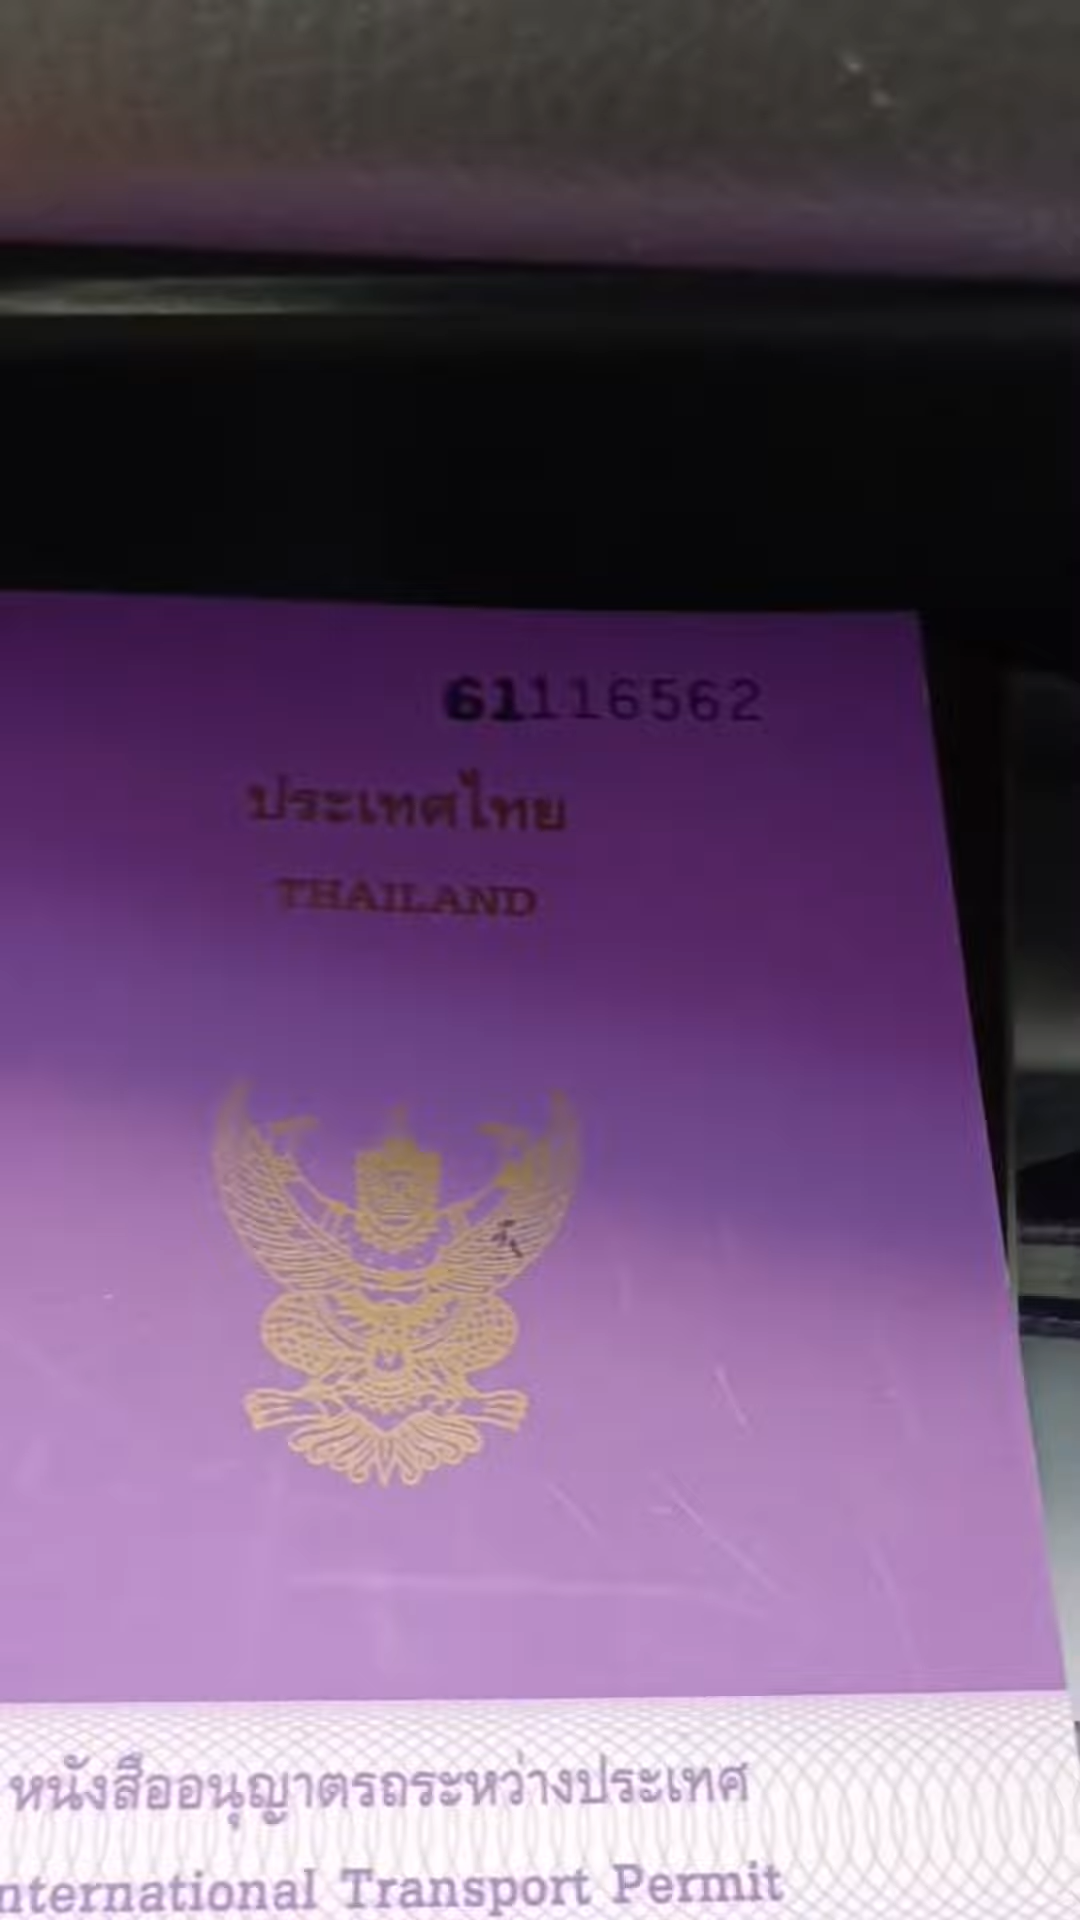 61116562
ประเทศไทย
THAILAND
หนังสืออนุญาตรถระหว่างประเทศ
nternational Transport Permit